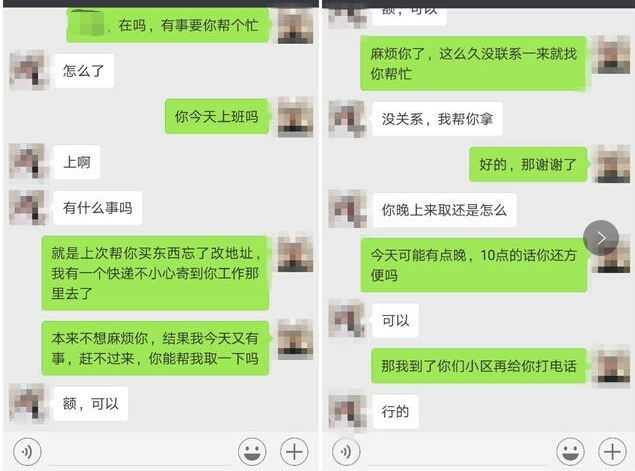 ，在吗，有事要你帮个忙
怎么了
你今天上班吗
上啊
有什么事吗
就是上次帮你买东西忘了改地址，
我有一个快递不小心寄到你工作那
里去了
本来不想麻烦你，结果我今天又有
事，赶不过来，你能帮我取一下吗
额，可以
额，可以
麻烦你了，这么久没联系一来就找
你帮忙
没关系，我帮你拿
好的，那谢谢了
你晚上来取还是怎么
今天可能有点晚，10点的话你还方
便吗
可以
那我到了你们小区再给你打电话
行的